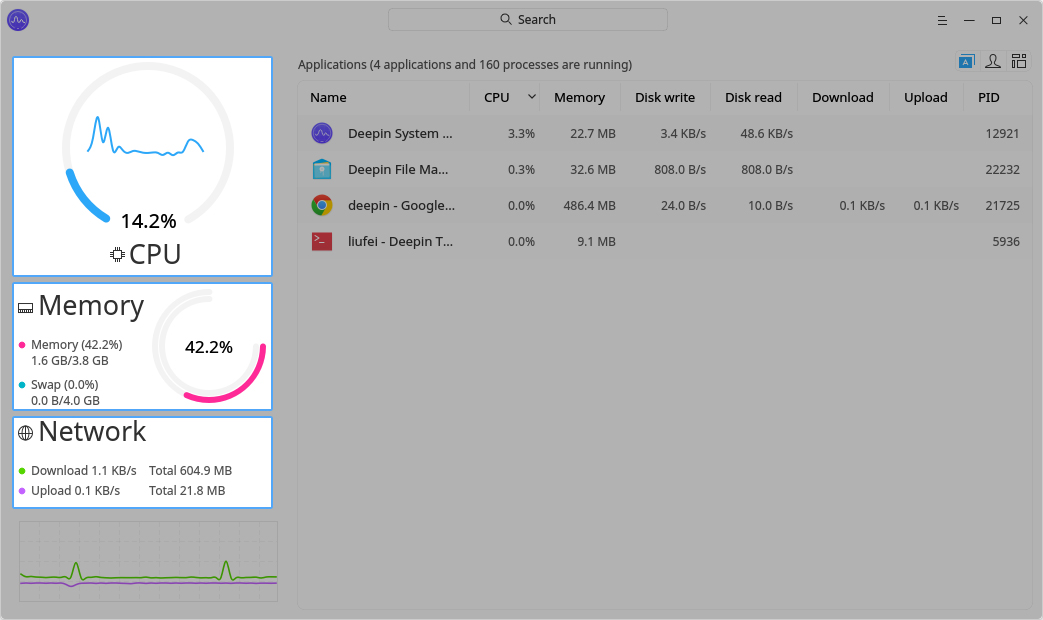 Search
14.2%
CPU
Memory
Memory (42.2%)
1.6 GB/3.8 GB
Swap (0.0%)
0.0 B/4.0 GB
42.2%
Network
Download 1.1 KB/s Total 604.9 MB
Upload 0.1 KB/s Total 21.8 MB
Applications (4 applications and 160 processes are running)
A
Name CPU Memory Disk write Disk read Download Upload PID
Deepin System ... 3.3% 22.7 MB 3.4 KB/s 48.6 KB/s 12921
Deepin File Ma... 0.3% 32.6 MB 808.0 B/s 808.0 B/s 22232
deepin - Google... 0.0% 486.4 MB 24.0 B/s 10.0 B/s 0.1 KB/s 0.1 KB/s 21725
liufei - Deepin T... 0.0% 9.1 MB 5936